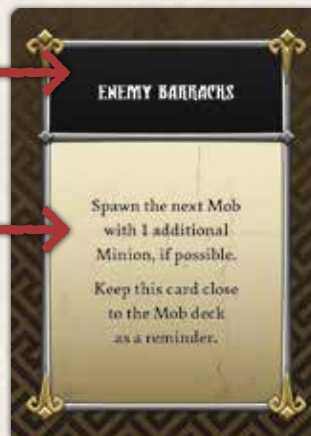 ENEMY BARRACKS
Spawn the next Mob
with 1 additional
Minion, if possible.
Keep this card close
to the Mob deck
as a reminder.